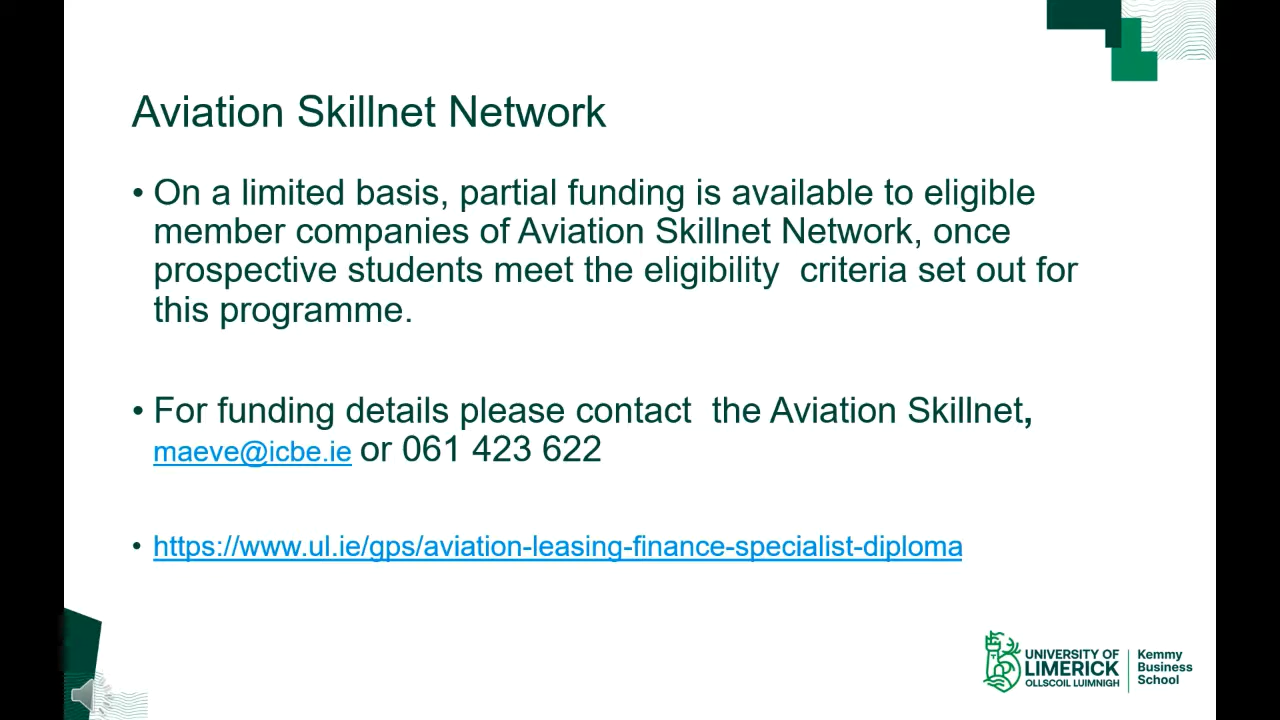 Aviation Skillnet Network
• On a limited basis, partial funding is available to eligible
member companies of Aviation Skillnet Network, once
prospective students meet the eligibility  criteria set out for
this programme.
• For funding details please contact  the Aviation Skillnet,
maeve@icbe.ie or 061 423 622
• https://www.ul.ie/gps/aviation-leasing-finance-specialist-diploma
UNIVERSITY OF
LIMERICK
OLLSCOIL LUIMNIGH
Kemmy
Business
School